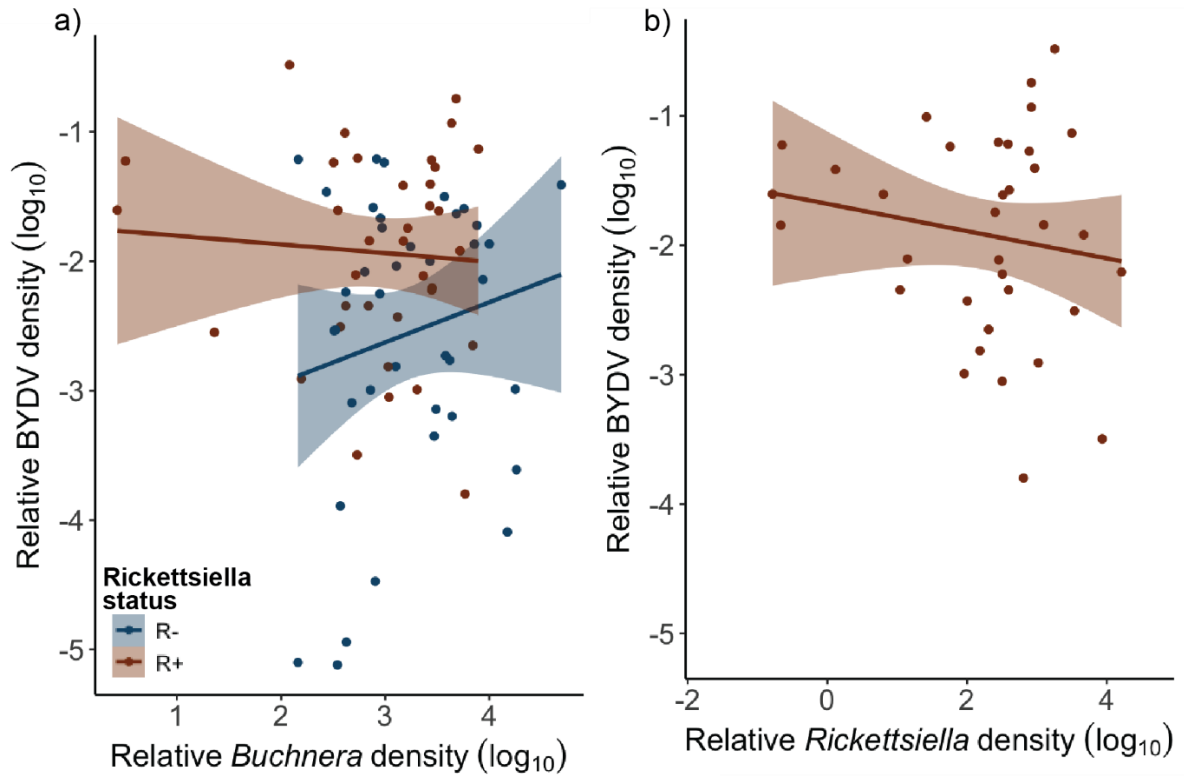 a)
Relative BYDV density (log10)
-1
-2
-3
-4
-5
Rickettsiella
status
R-
R+
1 2 3 4
Relative Buchnera density (log10)
b)
Relative BYDV density (log10)
-1
-2
-3
-4
-5
-2 0 2 4
Relative Rickettsiella density (log10)